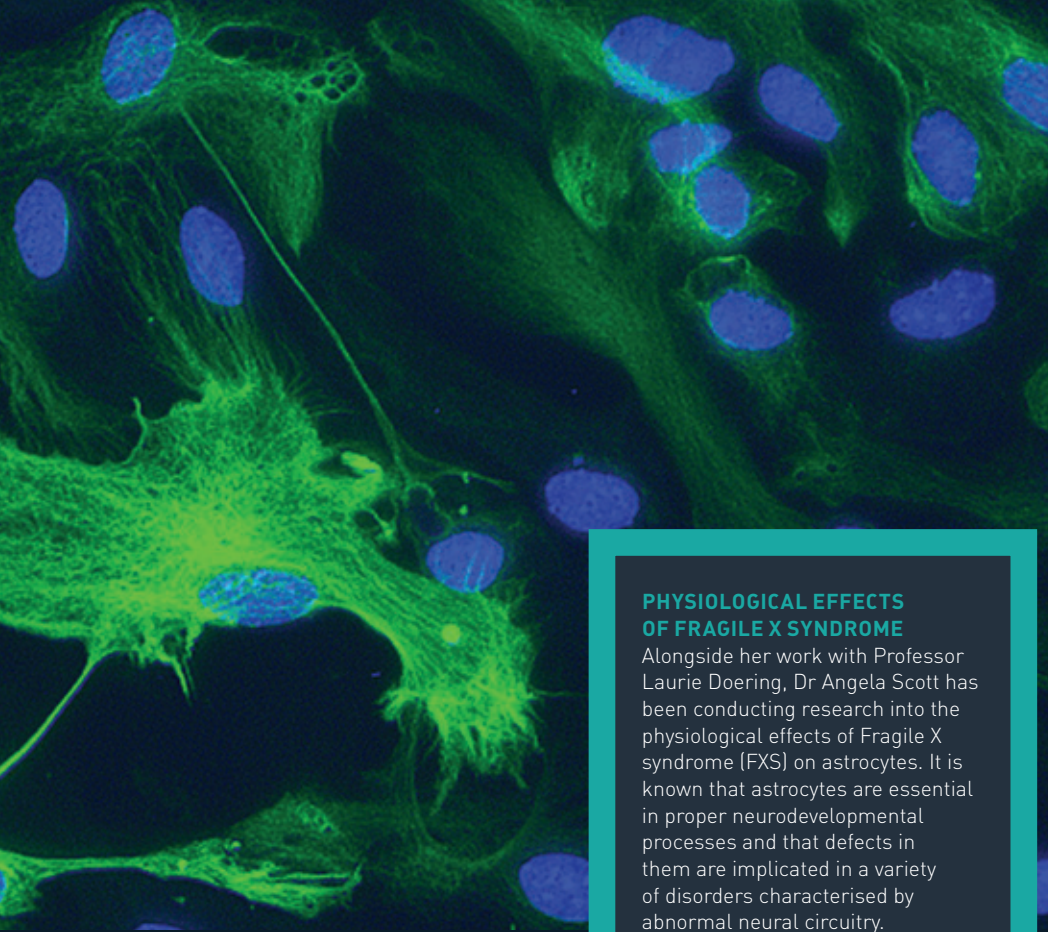 PHYSIOLOGICAL EFFECTS
OF FRAGILE X SYNDROME
Alongside her work with Professor
Laurie Doering, Dr Angela Scott has
been conducting research into the
physiological effects of Fragile X
syndrome (FXS) on astrocytes. It is
known that astrocytes are essential
in proper neurodevelopmental
processes and that defects in
them are implicated in a variety
of disorders characterised by
abnormal neural circuitry.